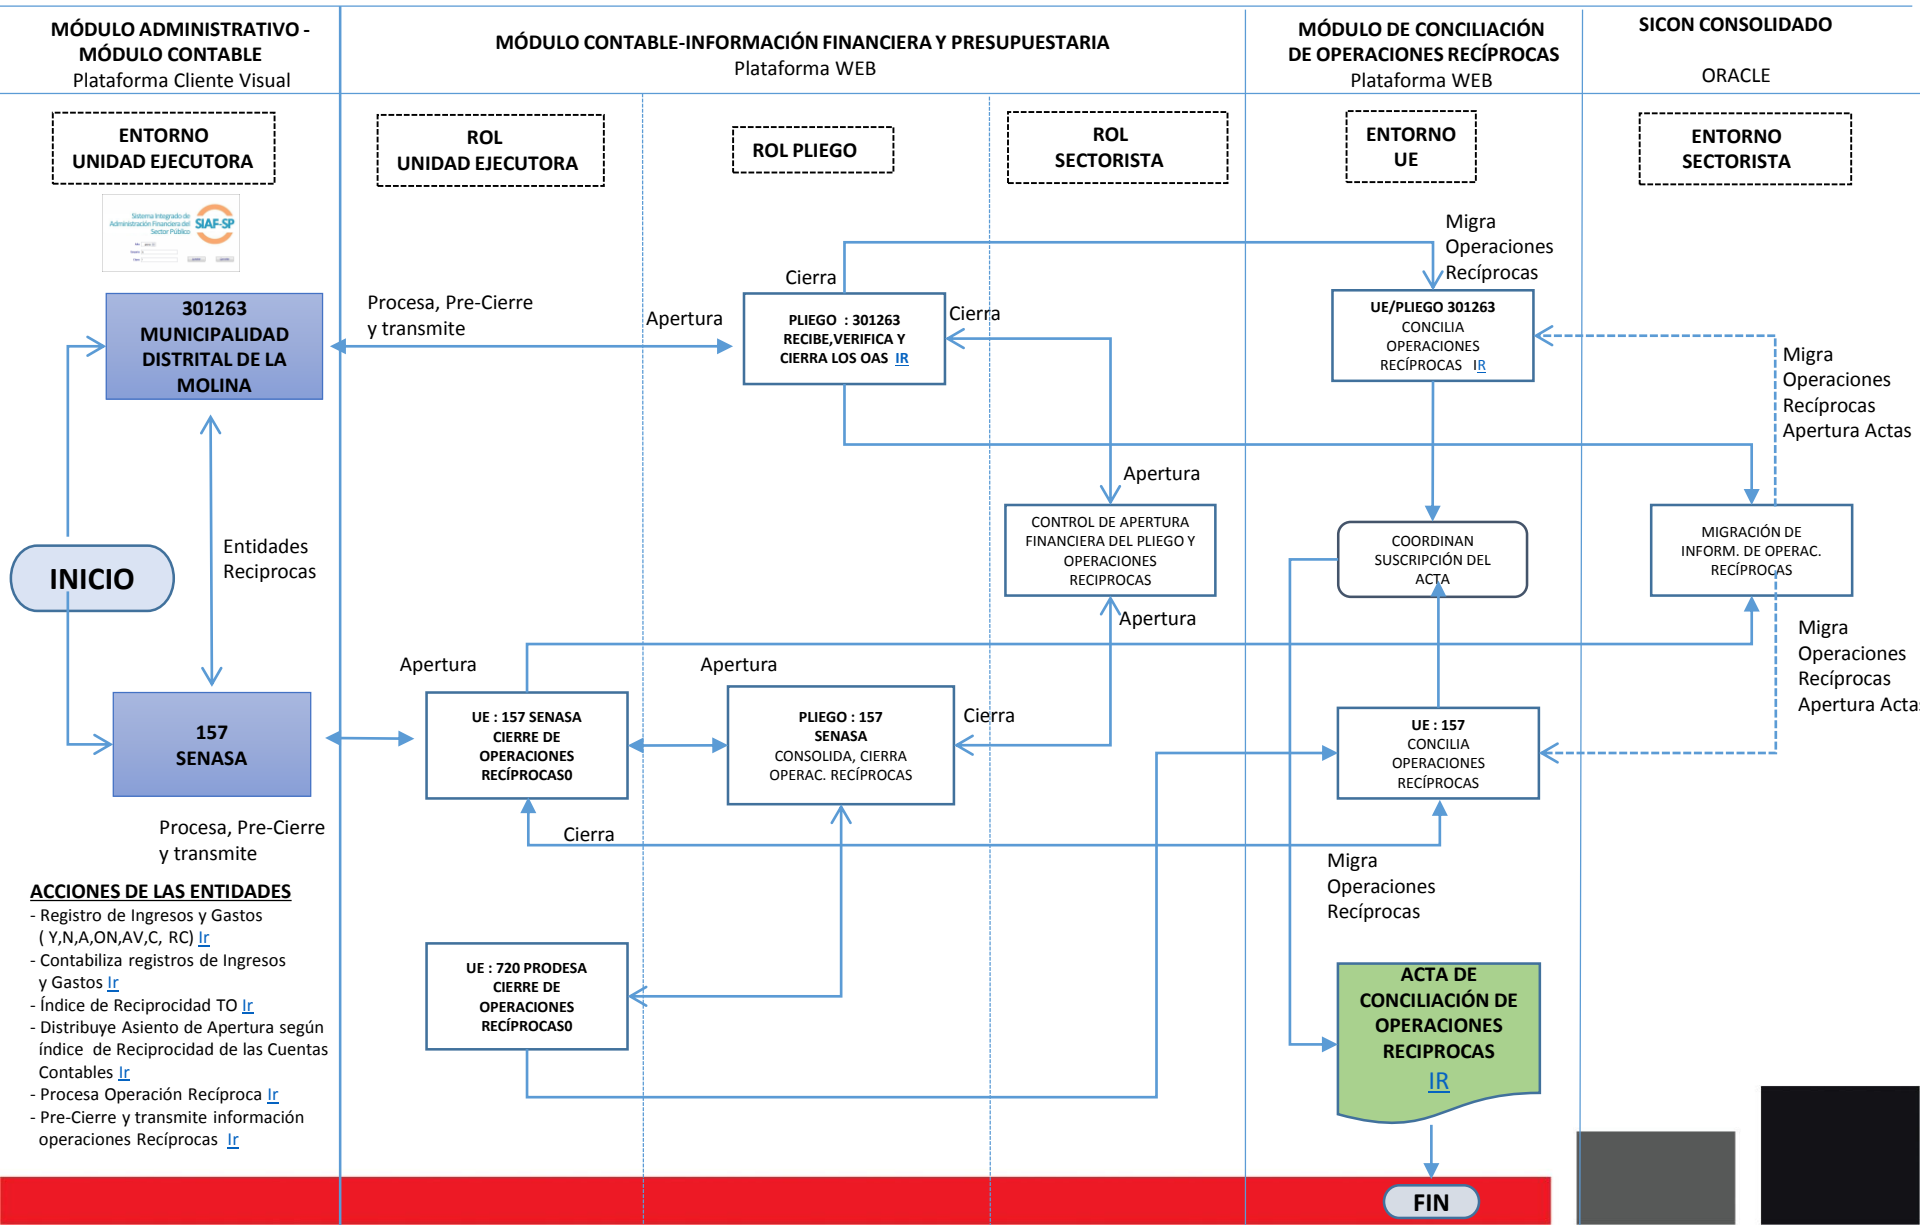 MÓDULO ADMINISTRATIVO -
MÓDULO CONTABLE
Plataforma Cliente Visual
MÓDULO CONTABLE-INFORMACIÓN FINANCIERA Y PRESUPUESTARIA
Plataforma WEB
MÓDULO DE CONCILIACIÓN
DE OPERACIONES RECÍPROCAS
Plataforma WEB
SICON CONSOLIDADO
ORACLE
ENTORNO
UNIDAD EJECUTORA
ROL
UNIDAD EJECUTORA
ROL PLIEGO
ROL
SECTORISTA
ENTORNO
UE
ENTORNO
SECTORISTA
Sistema Integrado de
Administración Financiera del
Sector Público
SIAF-SP
301263
MUNICIPALIDAD
DISTRITAL DE LA
MOLINA
Procesa, Pre-Cierre
y transmite
Apertura
Cierra
PLIEGO : 301263
RECIBE,VERIFICA Y
CIERRA LOS OAS IR
Cierra
Migra
Operaciones
Recíprocas
UE/PLIEGO 301263
CONCILIA
OPERACIONES
RECÍPROCAS IR
Migra
Operaciones
Recíprocas
Apertura Actas
Apertura
CONTROL DE APERTURA
FINANCIERA DEL PLIEGO Y
OPERACIONES
RECIPROCAS
Apertura
COORDINAN
SUSCRIPCIÓN DEL
ACTA
MIGRACIÓN DE
INFORM. DE OPERAC.
RECÍPROCAS
INICIO
Entidades
Reciprocas
Migra
Operaciones
Recíprocas
Apertura Actas
157
SENASA
Procesa, Pre-Cierre
y transmite
Apertura
UE : 157 SENASA
CIERRE DE
OPERACIONES
RECÍPROCAS0
Apertura
PLIEGO : 157
SENASA
CONSOLIDA, CIERRA
OPERAC. RECÍPROCAS
Cierra
UE : 157
CONCILIA
OPERACIONES
RECÍPROCAS
Cierra
Migra
Operaciones
Recíprocas
ACCIONES DE LAS ENTIDADES
- Registro de Ingresos y Gastos
( Y,N,A,ON,AV,C, RC) Ir
- Contabiliza registros de Ingresos
y Gastos Ir
- Índice de Reciprocidad TO Ir
- Distribuye Asiento de Apertura según
índice de Reciprocidad de las Cuentas
Contables Ir
- Procesa Operación Recíproca Ir
- Pre-Cierre y transmite información
operaciones Recíprocas Ir
UE : 720 PRODESA
CIERRE DE
OPERACIONES
RECÍPROCAS0
ACTA DE
CONCILIACIÓN DE
OPERACIONES
RECIPROCAS
IR
FIN